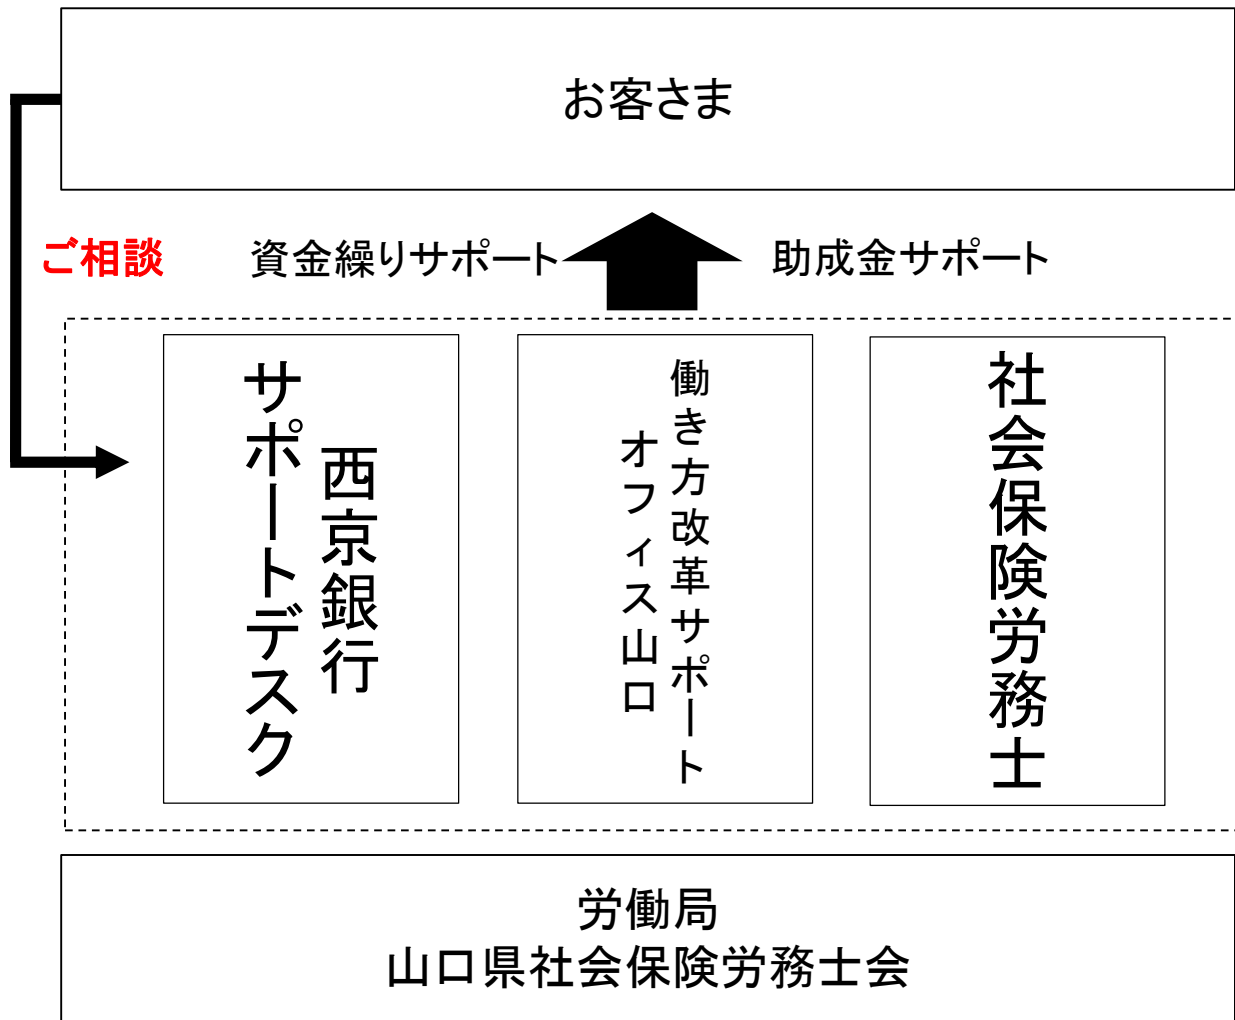 お客さま
ご相談
資金繰りサポート
助成金サポート
西京銀行
サポートデスク
働き方改革サポート
オフィス山口
社会保険労務士
労働局
山口県社会保険労務士会